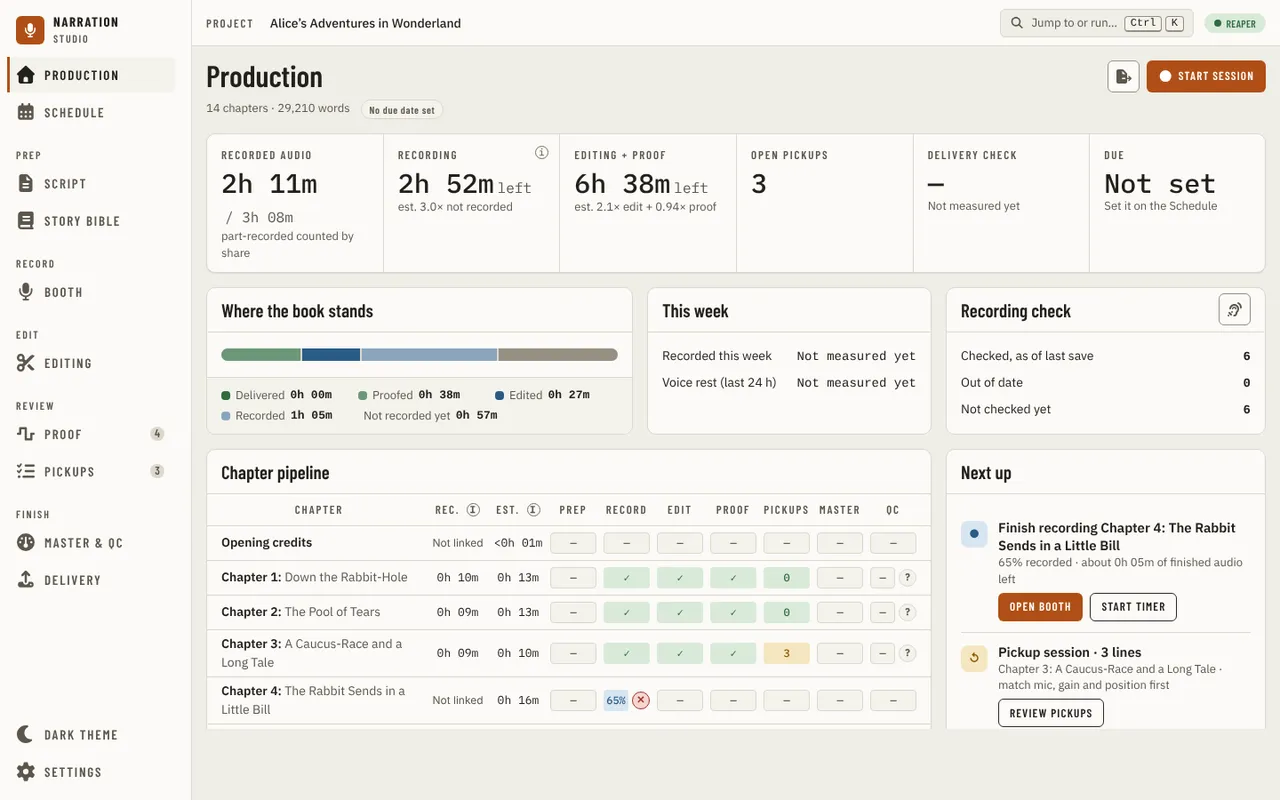 NARRATION
STUDIO
PRODUCTION
SCHEDULE
PREP
SCRIPT
STORY BIBLE
RECORD
BOOTH
EDIT
EDITING
REVIEW
PROOF 4
PICKUPS 3
FINISH
MASTER & QC
DELIVERY
DARK THEME
SETTINGS
PROJECT Alice's Adventures in Wonderland
Jump to or run... Ctrl K
REAPER
Production
START SESSION
14 chapters · 29,210 words No due date set
RECORDED AUDIO
2h 11m
/ 3h 08m
part-recorded counted by
share
RECORDING
2h 52m left
est. 3.0× not recorded
EDITING + PROOF
6h 38m left
est. 2.1× edit + 0.94× proof
OPEN PICKUPS
3
DELIVERY CHECK
—
Not measured yet
DUE
Not set
Set it on the Schedule
Where the book stands
Delivered 0h 00m Proofed 0h 38m Edited 0h 27m
Recorded 1h 05m Not recorded yet 0h 57m
This week
Recorded this week Not measured yet
Voice rest (last 24 h) Not measured yet
Recording check
Checked, as of last save 6
Out of date 0
Not checked yet 6
Chapter pipeline
CHAPTER REC. EST. PREP RECORD EDIT PROOF PICKUPS MASTER QC
Opening credits Not linked <0h 01m — — — — — — —
Chapter 1: Down the Rabbit-Hole 0h 10m 0h 13m — ✓ ✓ ✓ 0 — — ?
Chapter 2: The Pool of Tears 0h 09m 0h 13m — ✓ ✓ ✓ 0 — — ?
Chapter 3: A Caucus-Race and a
Long Tale 0h 09m 0h 10m — ✓ ✓ ✓ 3 — — ?
Chapter 4: The Rabbit Sends in a
Little Bill Not linked 0h 16m — 65% — — — — —
Next up
Finish recording Chapter 4: The Rabbit
Sends in a Little Bill
65% recorded · about 0h 05m of finished audio
left
OPEN BOOTH START TIMER
Pickup session · 3 lines
Chapter 3: A Caucus-Race and a Long Tale ·
match mic, gain and position first
REVIEW PICKUPS